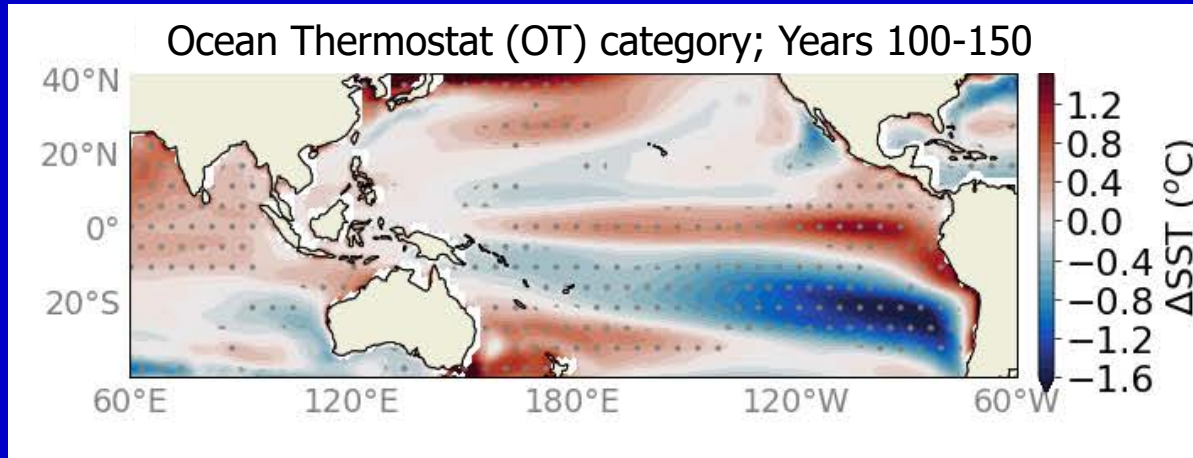 Ocean Thermostat (OT) category; Years 100-150
40°N
20°N
0°
20°S
60°E
120°E
180°E
120°W
60°W
1.2
0.8
0.4
0.0
−0.4
−0.8
−1.2
−1.6
ΔSST (°C)